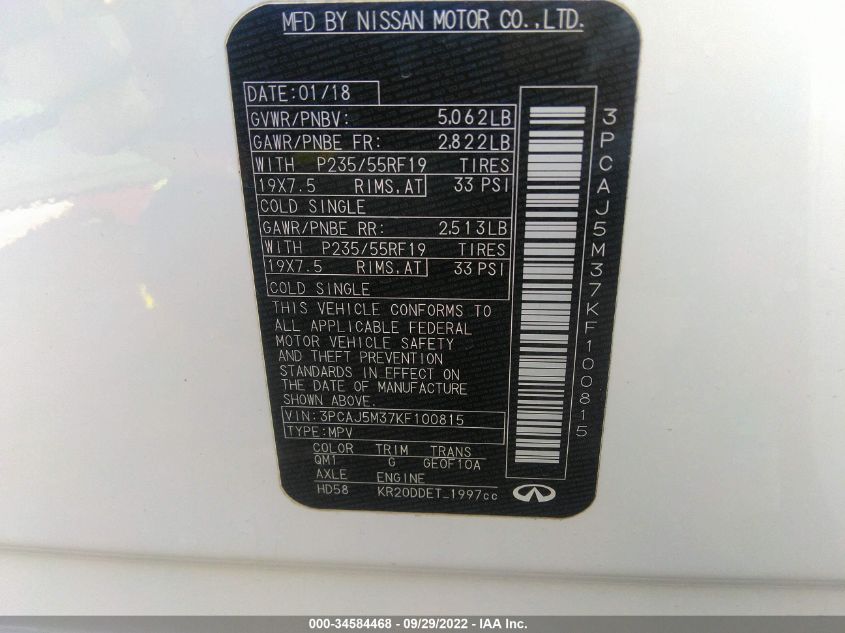 MFD BY NISSAN MOTOR CO.,LTD.
DATE:01/18
GVWR/PNBV: 5,062LB
GAWR/PNBE FR: 2,822LB
WITH P235/55RF19 TIRES
19X7.5 RIMS.AT 33 PSI
COLD SINGLE
GAWR/PNBE RR: 2,513LB
WITH P235/55RF19 TIRES
19X7.5 RIMS.AT 33 PSI
COLD SINGLE
THIS VEHICLE CONFORMS TO
ALL APPLICABLE FEDERAL
MOTOR VEHICLE SAFETY
AND THEFT PREVENTION
STANDARDS IN EFFECT ON
THE DATE OF MANUFACTURE
SHOWN ABOVE.
VIN:3PCAJ5M37KF100815
TYPE:MPV
COLOR TRIM TRANS
QM1 G GE0F10A
AXLE ENGINE
HD58 KR20DDET_1997cc
3PCAJ5M37KF100815
000-34584468 - 09/29/2022 - IAA Inc.